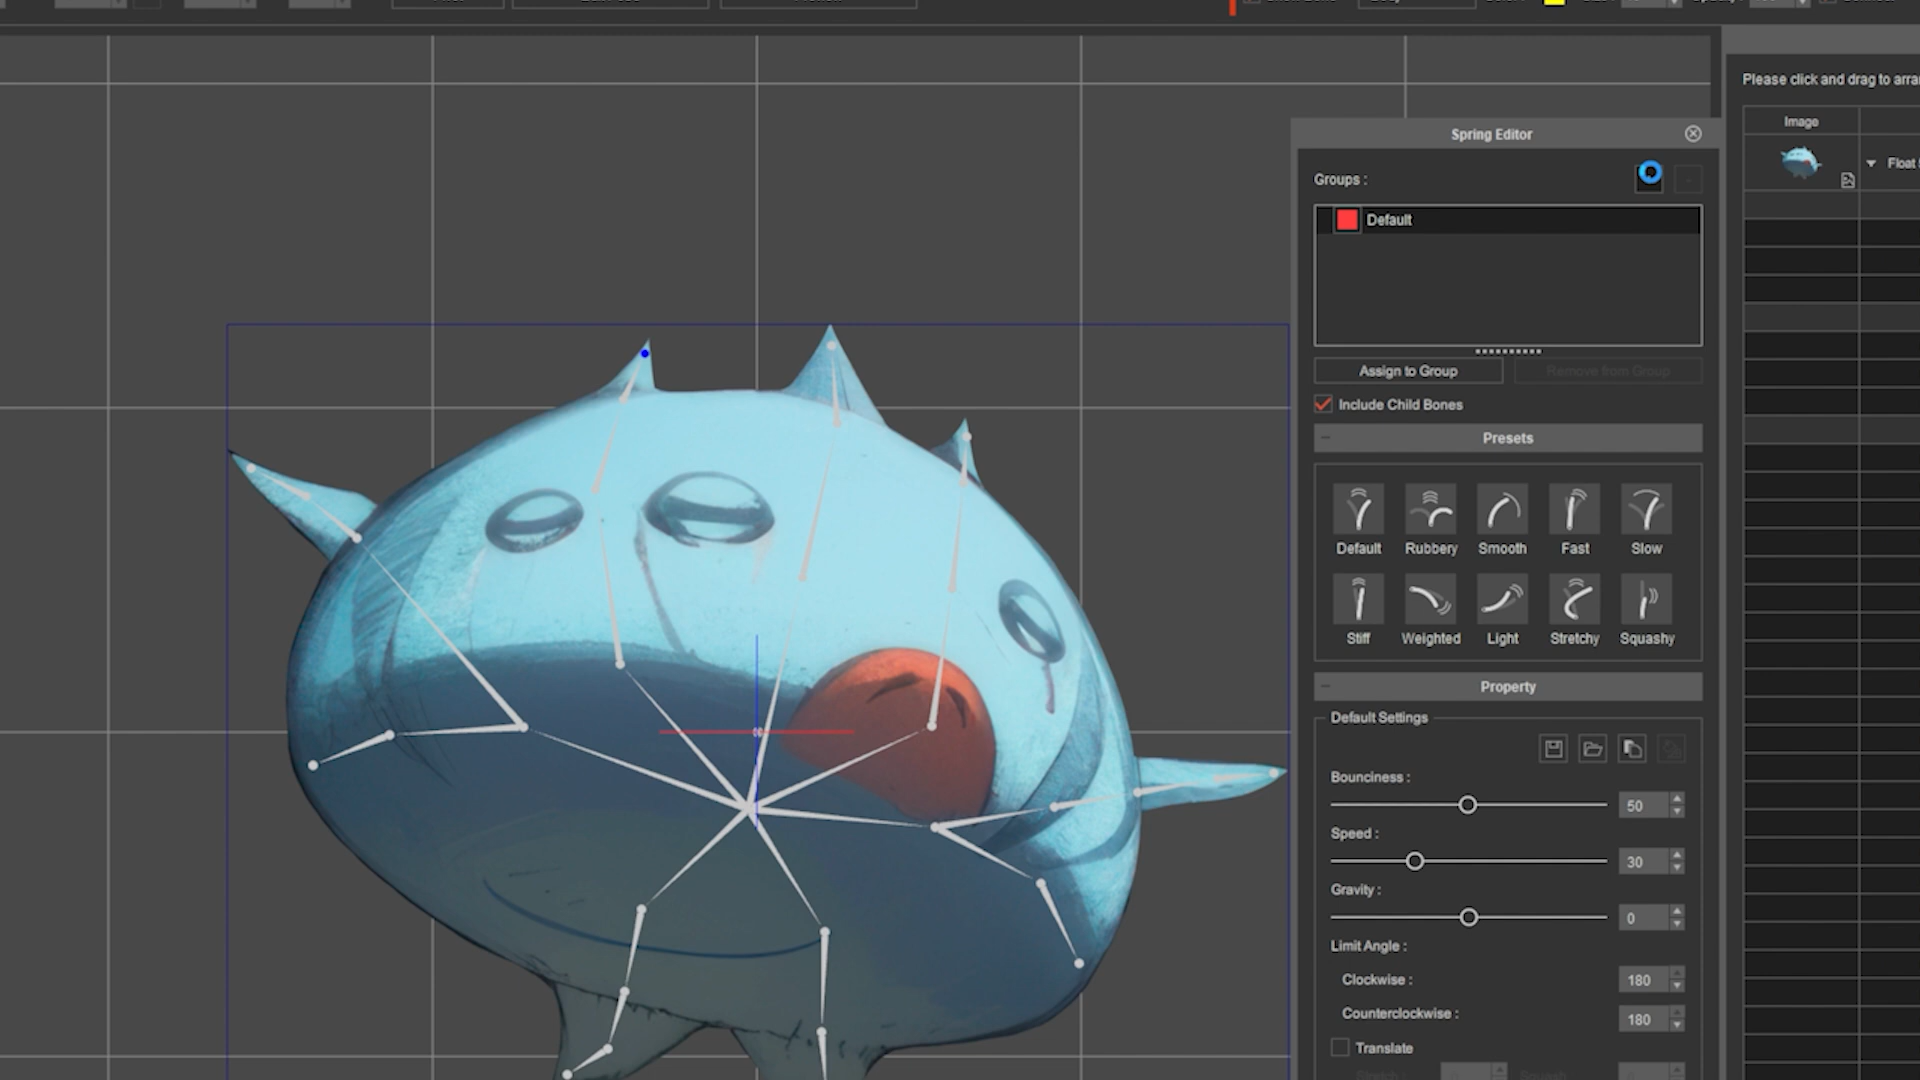 Please click and drag to arra
Image
Float
Spring Editor
Groups :
Default
Assign to Group
Remove from Group
Include Child Bones
Presets
Default
Rubbery
Smooth
Fast
Slow
Stiff
Weighted
Light
Stretchy
Squashy
Property
Default Settings
Bounciness :
50
Speed :
30
Gravity :
0
Limit Angle :
Clockwise :
180
Counterclockwise :
180
Translate